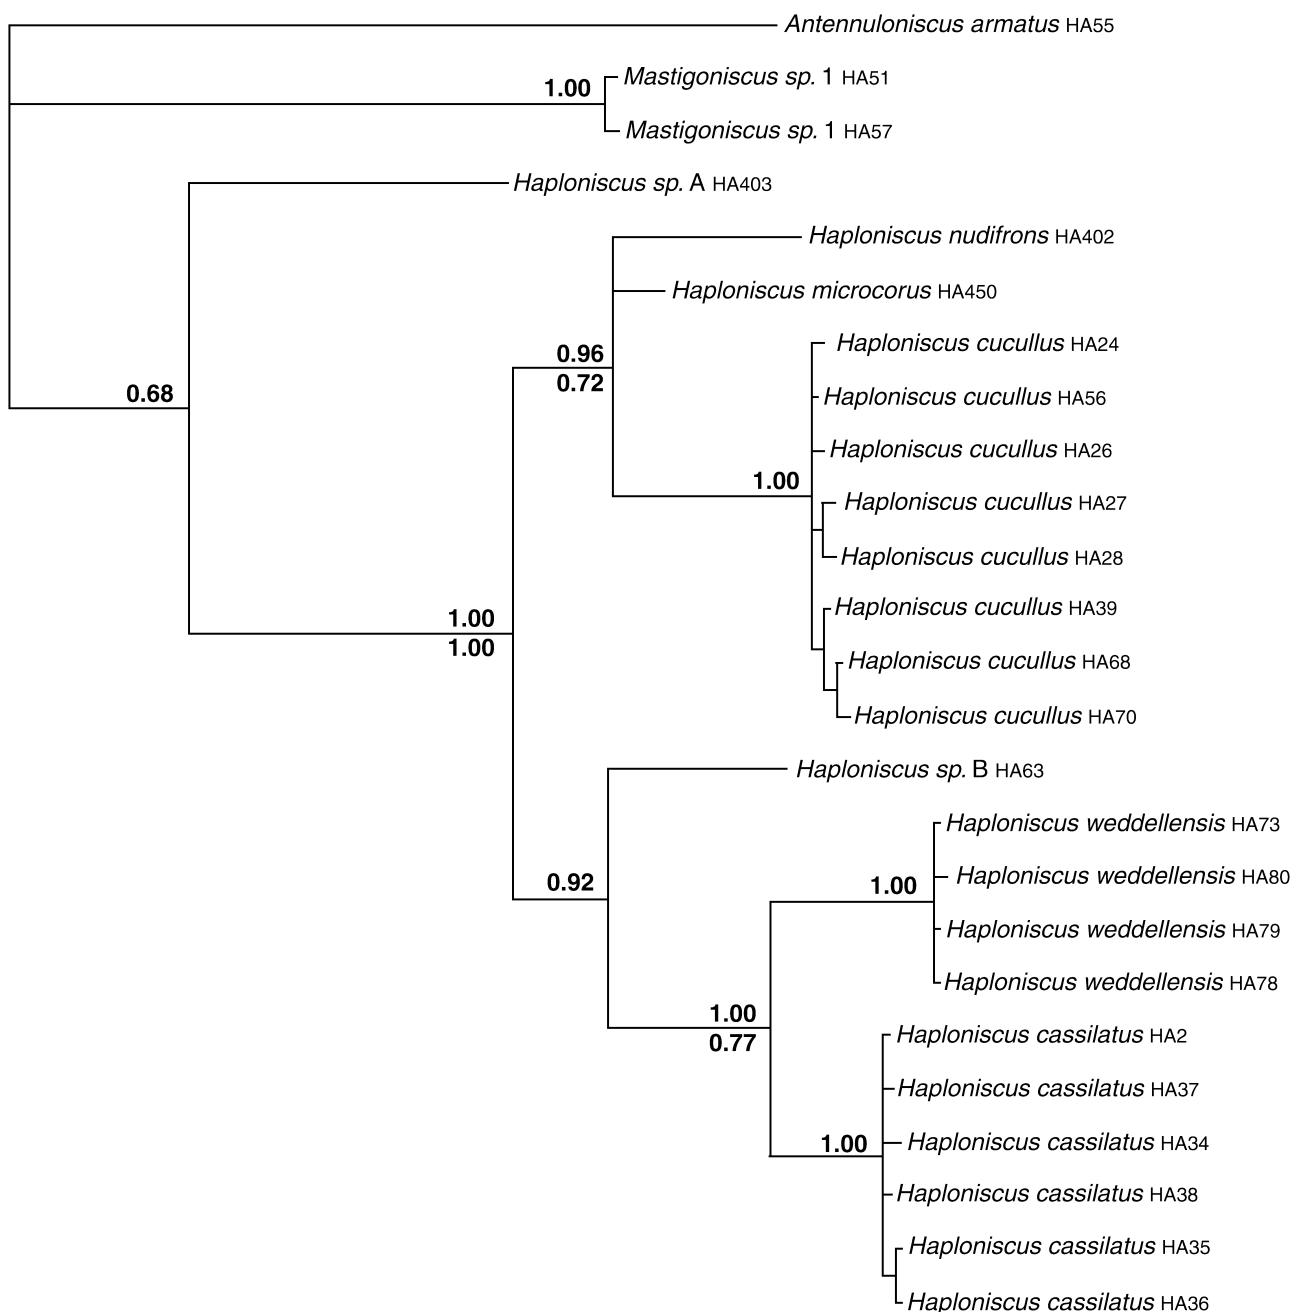 Antennuloniscus armatus HA55
1.00
Mastigoniscus sp. 1 HA51
Mastigoniscus sp. 1 HA57
Haploniscus sp. A HA403
Haploniscus nudifrons HA402
Haploniscus microcorus HA450
Haploniscus cucullus HA24
0.96
0.72
0.68
Haploniscus cucullus HA56
Haploniscus cucullus HA26
1.00
Haploniscus cucullus HA27
Haploniscus cucullus HA28
Haploniscus cucullus HA39
1.00
1.00
Haploniscus cucullus HA68
Haploniscus cucullus HA70
Haploniscus sp. B HA63
Haploniscus weddellensis HA73
0.92
1.00
Haploniscus weddellensis HA80
Haploniscus weddellensis HA79
Haploniscus weddellensis HA78
1.00
0.77
Haploniscus cassilatus HA2
Haploniscus cassilatus HA37
1.00
Haploniscus cassilatus HA34
Haploniscus cassilatus HA38
Haploniscus cassilatus HA35
Haploniscus cassilatus HA36